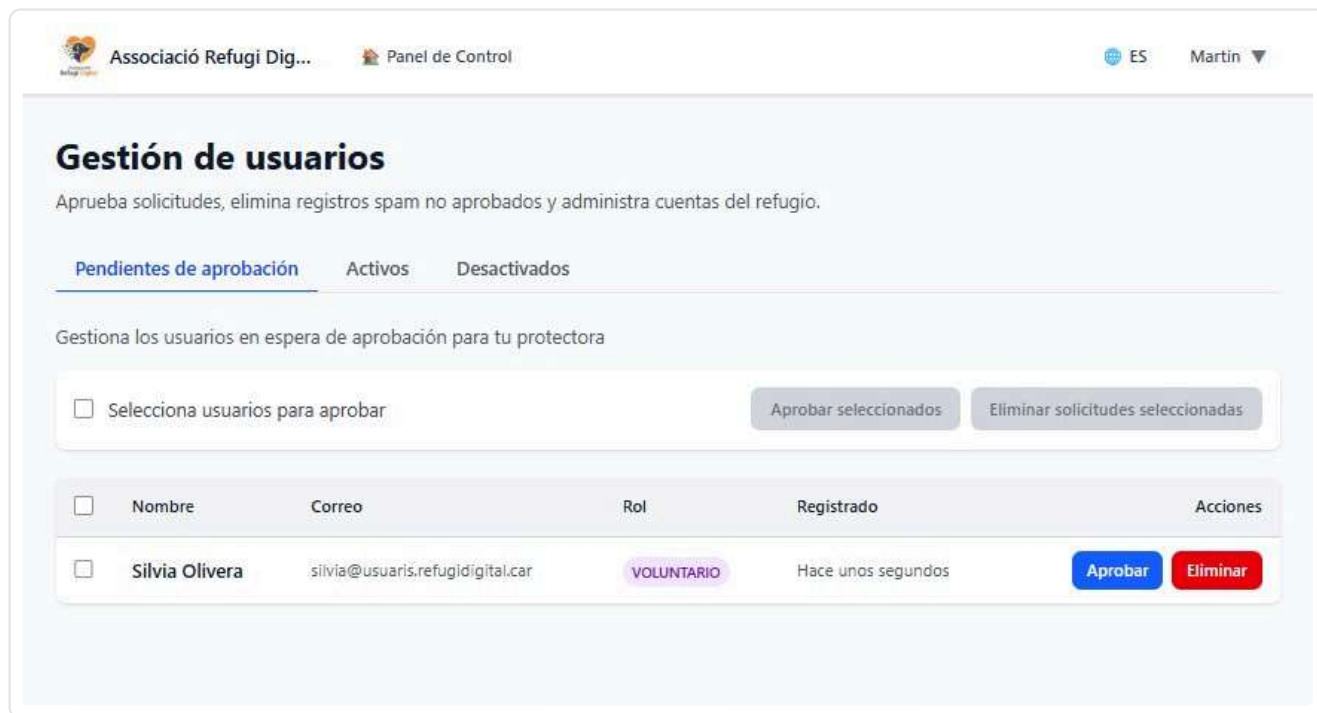 Associació Refugi Dig...
Panel de Control
ES
Martin ▼
Gestión de usuarios
Aprueba solicitudes, elimina registros spam no aprobados y administra cuentas del refugio.
Pendientes de aprobación Activos Desactivados
Gestiona los usuarios en espera de aprobación para tu protectora
Selecciona usuarios para aprobar
Aprobar seleccionados
Eliminar solicitudes seleccionadas
Nombre Correo Rol Registrado Acciones
Silvia Olivera silvia@usuaris.refugidigital.car VOLUNTARIO Hace unos segundos Aprobar Eliminar